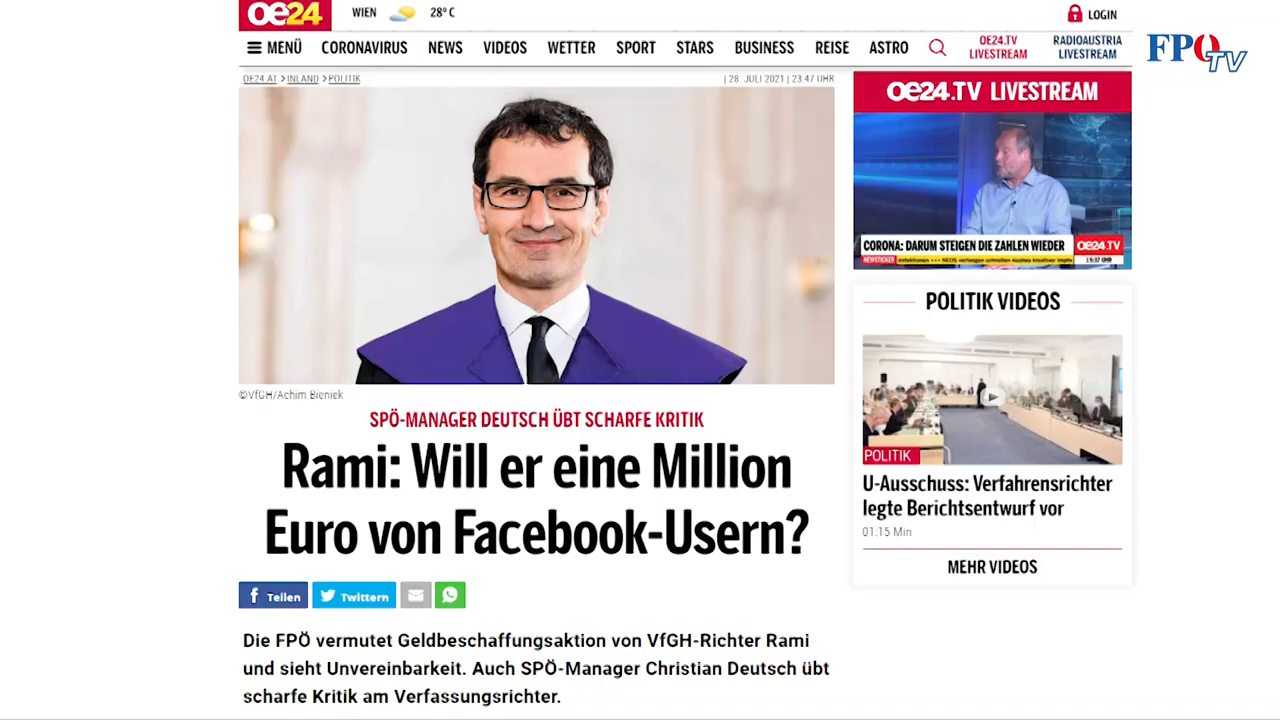 oe24
WIEN 28° C
LOGIN
MENÜ CORONAVIRUS NEWS VIDEOS WETTER SPORT STARS BUSINESS REISE ASTRO
OE24.TV
LIVESTREAM
RADIOAUSTRIA
LIVESTREAM
FPÖ
TV
OE24.AT > INLAND > POLITIK
| 28. JULI 2021 | 23:47 UHR
oe24.TV LIVESTREAM
CORONA: DARUM STEIGEN DIE ZAHLEN WIEDER
oe24.TV
NEWSTICKER
15:37 UHR
©VfGH/Achim Bieniek
SPÖ-MANAGER DEUTSCH ÜBT SCHARFE KRITIK
Rami: Will er eine Million
Euro von Facebook-Usern?
Teilen Twittern
Die FPÖ vermutet Geldbeschaffungsaktion von VfGH-Richter Rami
und sieht Unvereinbarkeit. Auch SPÖ-Manager Christian Deutsch übt
scharfe Kritik am Verfassungsrichter.
POLITIK VIDEOS
POLITIK
U-Ausschuss: Verfahrensrichter
legte Berichtsentwurf vor
01:15 Min
MEHR VIDEOS